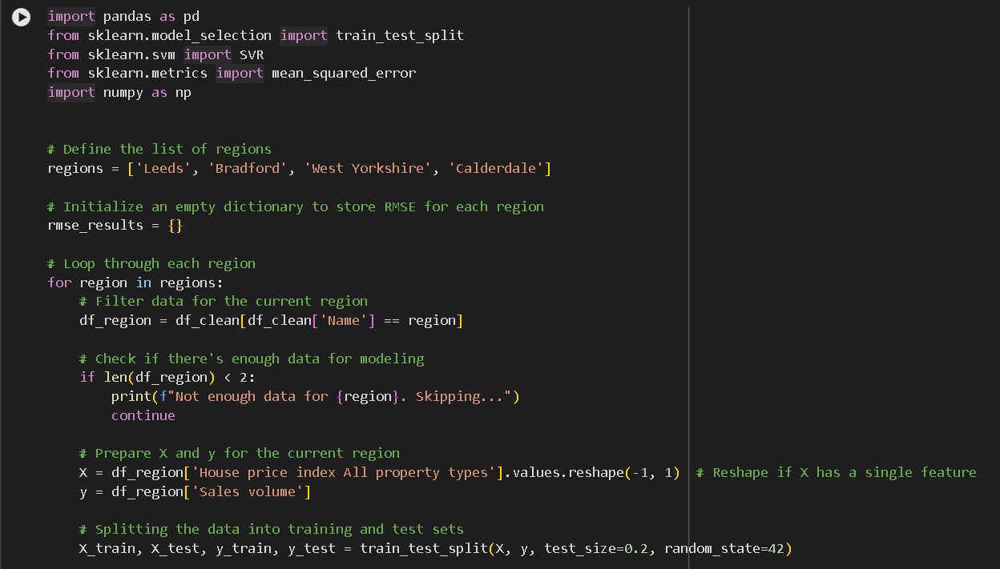 import pandas as pd
from sklearn.model_selection import train_test_split
from sklearn.svm import SVR
from sklearn.metrics import mean_squared_error
import numpy as np
# Define the list of regions
regions = ['Leeds', 'Bradford', 'West Yorkshire', 'Calderdale']
# Initialize an empty dictionary to store RMSE for each region
rmse_results = {}
# Loop through each region
for region in regions:
    # Filter data for the current region
    df_region = df_clean[df_clean['Name'] == region]
    # Check if there's enough data for modeling
    if len(df_region) < 2:
        print(f"Not enough data for {region}. Skipping...")
        continue
    # Prepare X and y for the current region
    X = df_region['House price index All property types'].values.reshape(-1, 1)  # Reshape if X has a single feature
    y = df_region['Sales volume']
    # Splitting the data into training and test sets
    X_train, X_test, y_train, y_test = train_test_split(X, y, test_size=0.2, random_state=42)